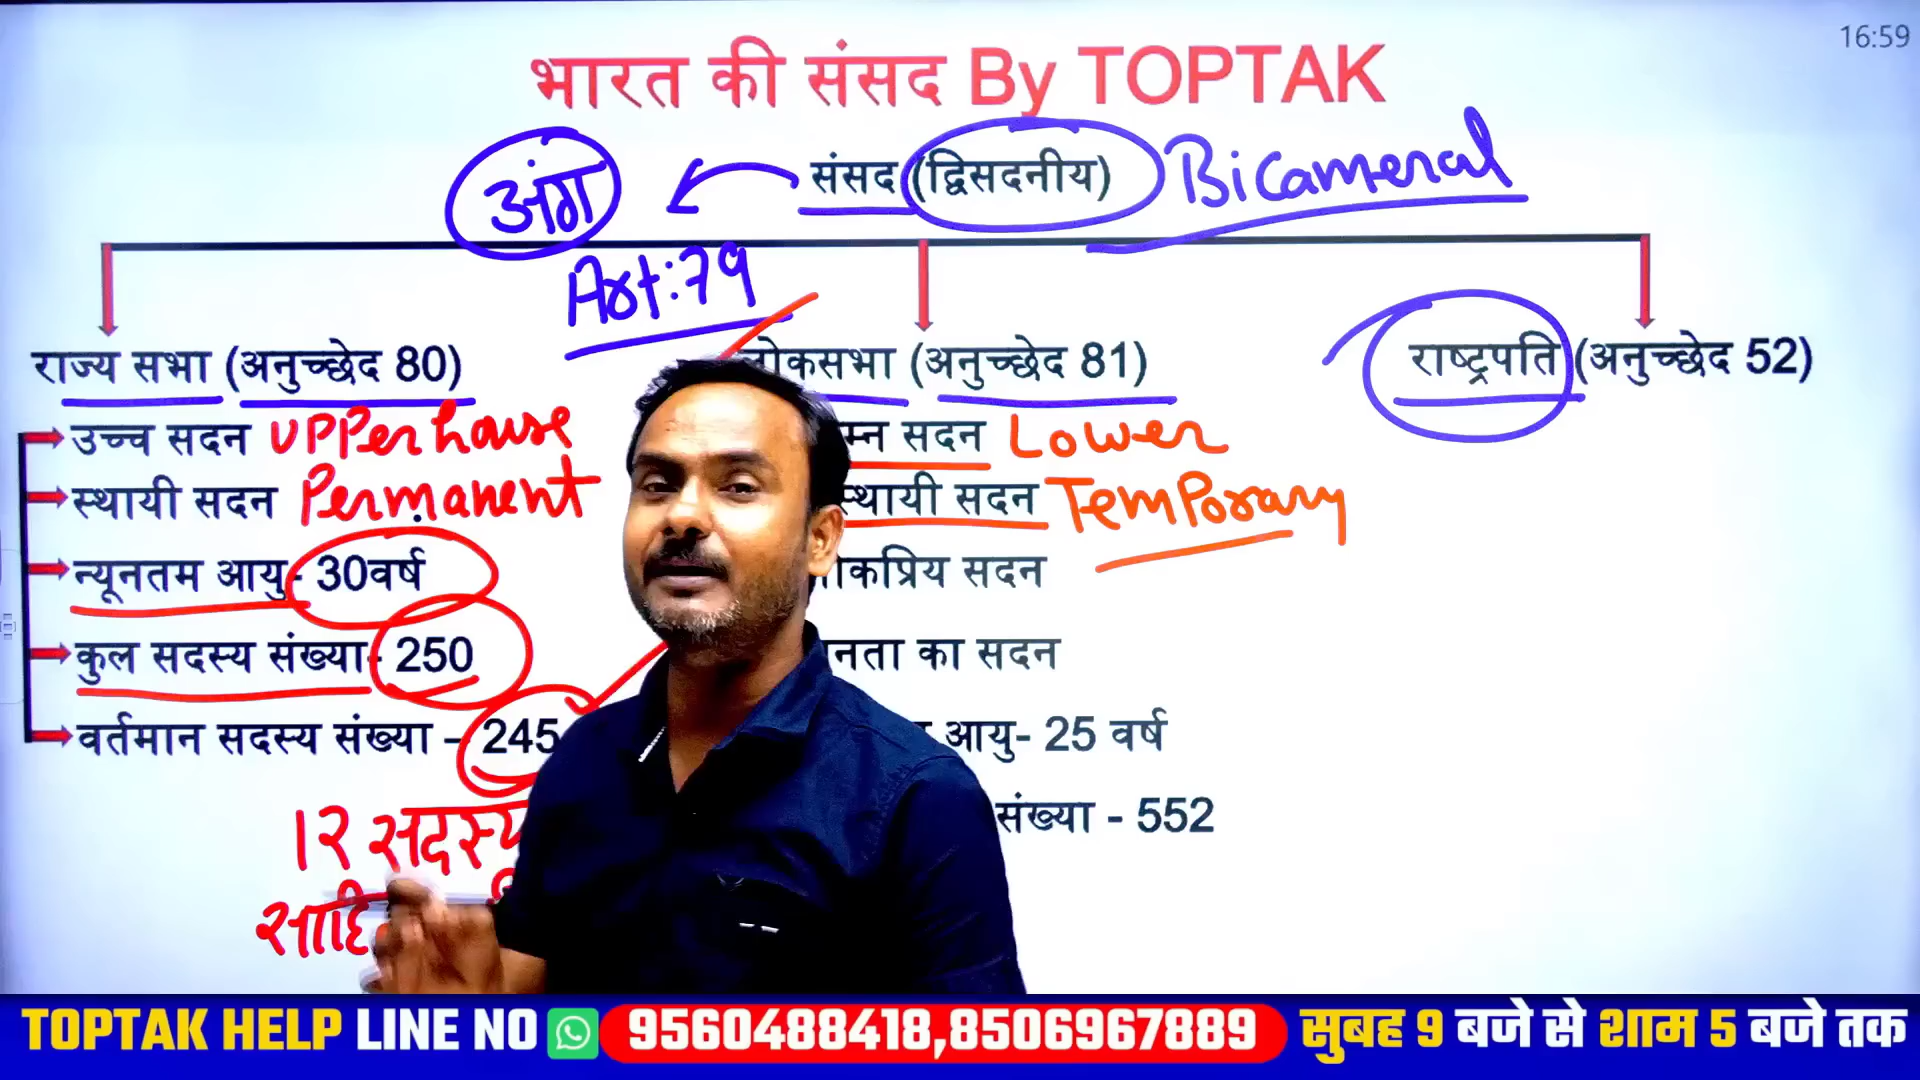 16:59
भारत की संसद By TOPTAK
अंग
संसद (द्विसदनीय) Bicameral
Art:79
राज्य सभा (अनुच्छेद 80)
उच्च सदन UPPer house
स्थायी सदन Permanent
न्यूनतम आयु- 30वर्ष
कुल सदस्य संख्या- 250
वर्तमान सदस्य संख्या – 245
12 सदस्य
लोकसभा (अनुच्छेद 81)
सदन Lower
सदन Temporary
सदन
का सदन
आयु- 25 वर्ष
संख्या - 552
राष्ट्रपति (अनुच्छेद 52)
TOPTAK HELP LINE NO 9560488418,8506967889 सुबह 9 बजे से शाम 5 बजे तक